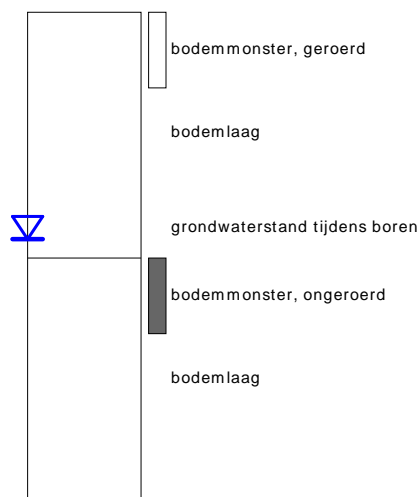 bodemmonster, geroerd
bodemlaag
grondwaterstand tijdens boren
bodemmonster, ongeroerd
bodemlaag